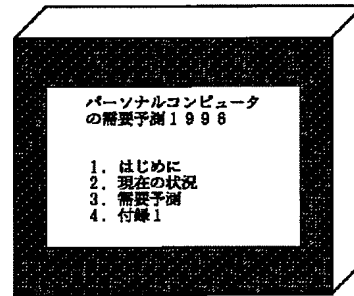 パーソナルコンピュータ
の需要予測1996
1．はじめに
2．現在の状況
3．需要予測
4．付録1